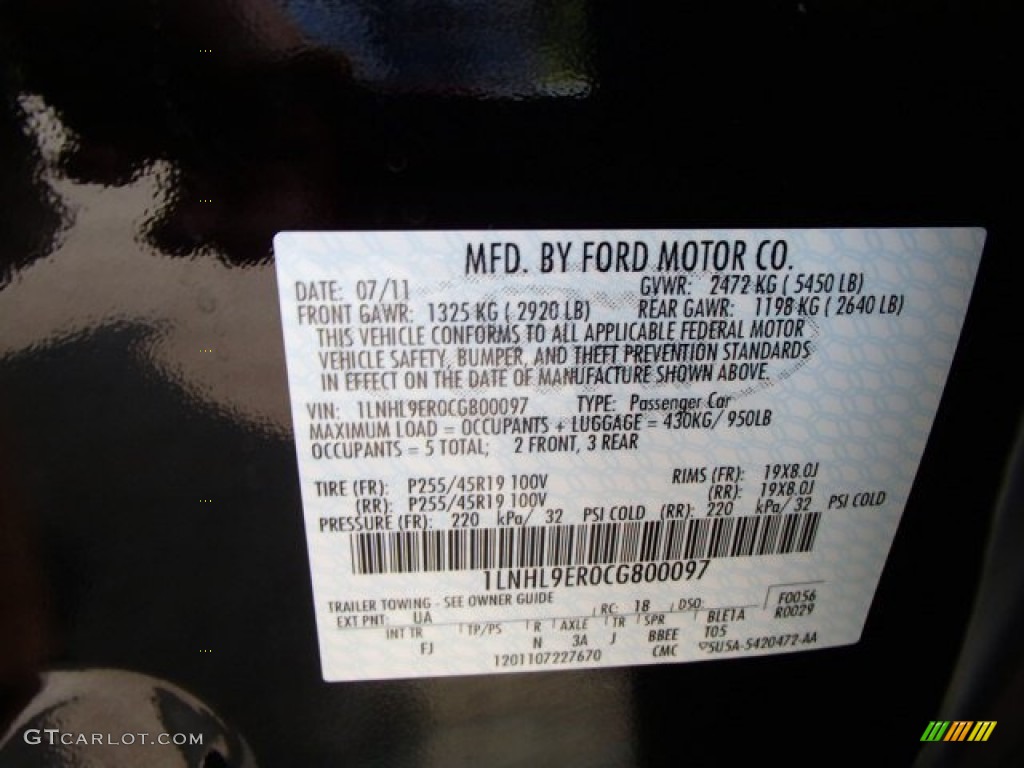 MFD. BY FORD MOTOR CO.
DATE: 07/11 GVWR: 2472 KG ( 5450 LB)
FRONT GAWR: 1325 KG ( 2920 LB) REAR GAWR: 1198 KG ( 2640 LB)
THIS VEHICLE CONFORMS TO ALL APPLICABLE FEDERAL MOTOR
VEHICLE SAFETY, BUMPER, AND THEFT PREVENTION STANDARDS
IN EFFECT ON THE DATE OF MANUFACTURE SHOWN ABOVE.
VIN: 1LNHL9ER0CG800097 TYPE: Passenger Car
MAXIMUM LOAD = OCCUPANTS + LUGGAGE = 430KG/ 950LB
OCCUPANTS = 5 TOTAL; 2 FRONT, 3 REAR
TIRE (FR): P255/45R19 100V RIMS (FR): 19X8.0J
(RR): P255/45R19 100V (RR): 19X8.0J
PRESSURE (FR): 220 kPa/ 32 PSI COLD (RR): 220 kPa/ 32 PSI COLD
1LNHL9ER0CG800097
TRAILER TOWING - SEE OWNER GUIDE
EXT PNT: UA RC: 18 DSO: F0056
INT TR TP/PS R AXLE TR SPR BLETA R0029
FJ N 3A J BBEE T05
1201107227670 CMC 5U5A-5420472-AA
GTCARLOT.COM